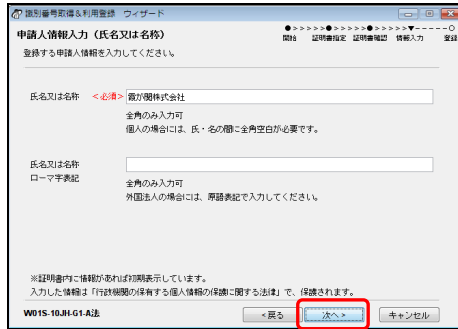 識別番号取得&利用登録 ウィザード
申請人情報入力(氏名又は名称)
●>>>>>●>>>>>●>>>>>▼-----○
開始 証明書指定 証明書確認 情報入力 登録
登録する申請人情報を入力してください。
氏名又は名称 <必須> 霞が関株式会社
全角のみ入力可
個人の場合には、氏・名の間に全角空白が必要です。
氏名又は名称
ローマ字表記
全角のみ入力可
外国法人の場合には、原語表記で入力してください。
※証明書内に情報があれば初期表示しています。
入力した情報は「行政機関の保有する個人情報の保護に関する法律」で、保護されます。
W01S-10JH-G1-A法
<戻る 次へ> キャンセル